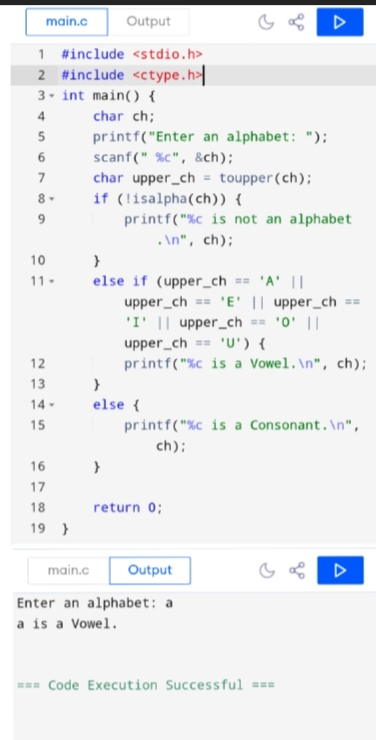 main.c Output
1 #include <stdio.h>
2 #include <ctype.h>
3 int main() {
4 char ch;
5 printf("Enter an alphabet: ");
6 scanf(" %c", &ch);
7 char upper_ch = toupper(ch);
8 if (!isalpha(ch)) {
9 printf("%c is not an alphabet
.\n", ch);
10 }
11 else if (upper_ch == 'A' ||
upper_ch == 'E' || upper_ch ==
'I' || upper_ch == 'O' ||
upper_ch == 'U') {
12 printf("%c is a Vowel.\n", ch);
13 }
14 else {
15 printf("%c is a Consonant.\n",
ch);
16 }
17
18 return 0;
19 }
main.c Output
Enter an alphabet: a
a is a Vowel.
=== Code Execution Successful ===